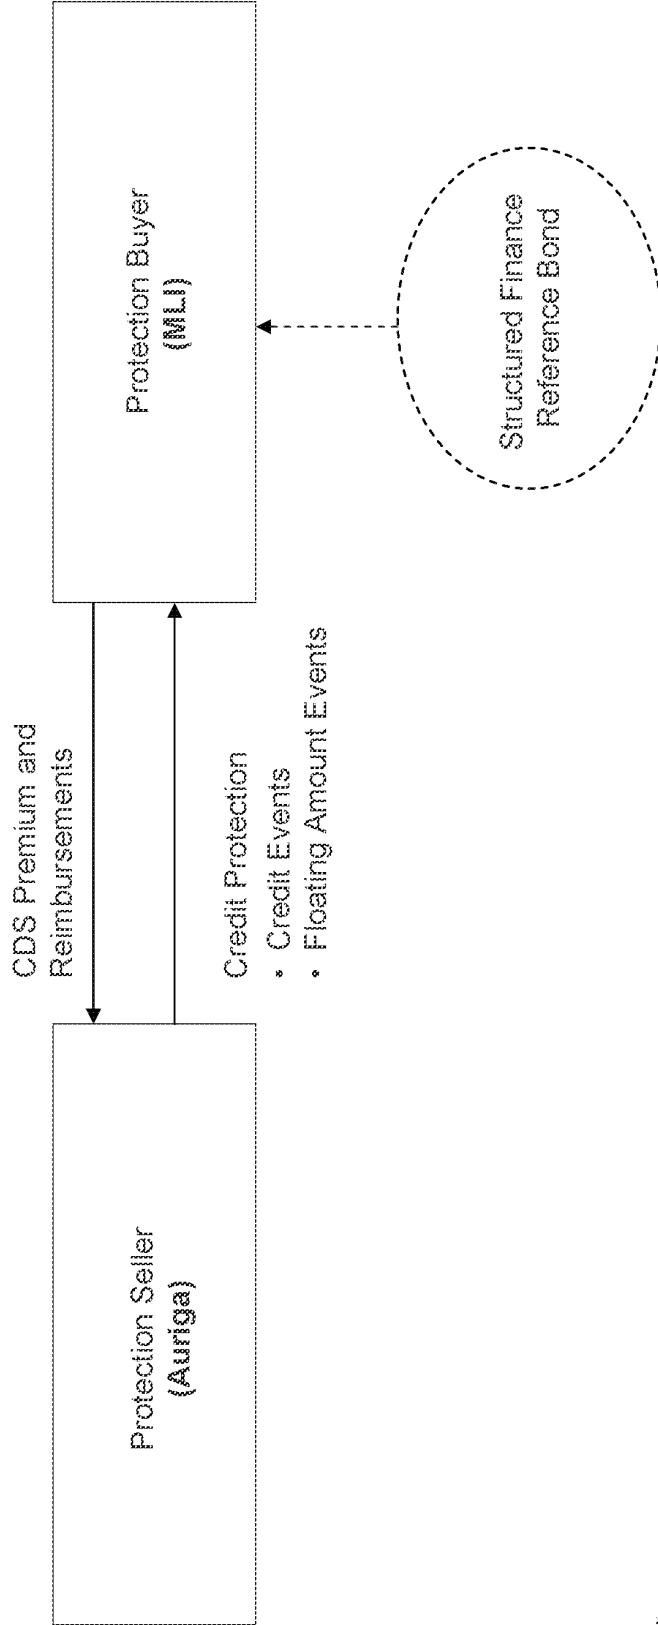 Protection Seller
(Auriga)
CDS Premium and
Reimbursements
Credit Protection
• Credit Events
• Floating Amount Events
Protection Buyer
(MLI)
Structured Finance
Reference Bond